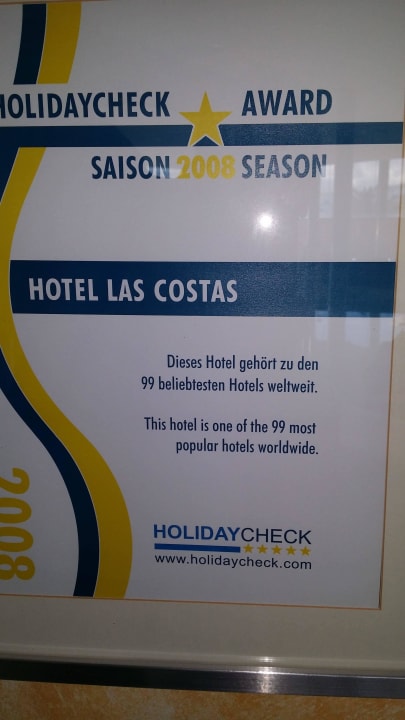 HOLIDAYCHECK AWARD
SAISON 2008 SEASON
HOTEL LAS COSTAS
Dieses Hotel gehört zu den
99 beliebtesten Hotels weltweit.
This hotel is one of the 99 most
popular hotels worldwide.
2008
HOLIDAYCHECK
www.holidaycheck.com